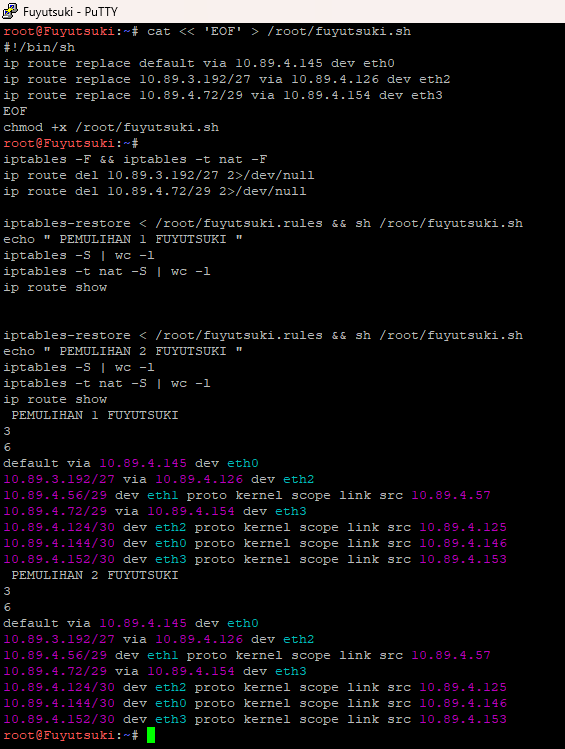 Fuyutsuki - PuTTY
root@Fuyutsuki:~# cat << 'EOF' > /root/fuyutsuki.sh
#!/bin/sh
ip route replace default via 10.89.4.145 dev eth0
ip route replace 10.89.3.192/27 via 10.89.4.126 dev eth2
ip route replace 10.89.4.72/29 via 10.89.4.154 dev eth3
EOF
chmod +x /root/fuyutsuki.sh
root@Fuyutsuki:~#
iptables -F && iptables -t nat -F
ip route del 10.89.3.192/27 2>/dev/null
ip route del 10.89.4.72/29 2>/dev/null
iptables-restore < /root/fuyutsuki.rules && sh /root/fuyutsuki.sh
echo " PEMULIHAN 1 FUYUTSUKI "
iptables -S | wc -l
iptables -t nat -S | wc -l
ip route show
iptables-restore < /root/fuyutsuki.rules && sh /root/fuyutsuki.sh
echo " PEMULIHAN 2 FUYUTSUKI "
iptables -S | wc -l
iptables -t nat -S | wc -l
ip route show
PEMULIHAN 1 FUYUTSUKI
3
6
default via 10.89.4.145 dev eth0
10.89.3.192/27 via 10.89.4.126 dev eth2
10.89.4.56/29 dev eth1 proto kernel scope link src 10.89.4.57
10.89.4.72/29 via 10.89.4.154 dev eth3
10.89.4.124/30 dev eth2 proto kernel scope link src 10.89.4.125
10.89.4.144/30 dev eth0 proto kernel scope link src 10.89.4.146
10.89.4.152/30 dev eth3 proto kernel scope link src 10.89.4.153
PEMULIHAN 2 FUYUTSUKI
3
6
default via 10.89.4.145 dev eth0
10.89.3.192/27 via 10.89.4.126 dev eth2
10.89.4.56/29 dev eth1 proto kernel scope link src 10.89.4.57
10.89.4.72/29 via 10.89.4.154 dev eth3
10.89.4.124/30 dev eth2 proto kernel scope link src 10.89.4.125
10.89.4.144/30 dev eth0 proto kernel scope link src 10.89.4.146
10.89.4.152/30 dev eth3 proto kernel scope link src 10.89.4.153
root@Fuyutsuki:~#